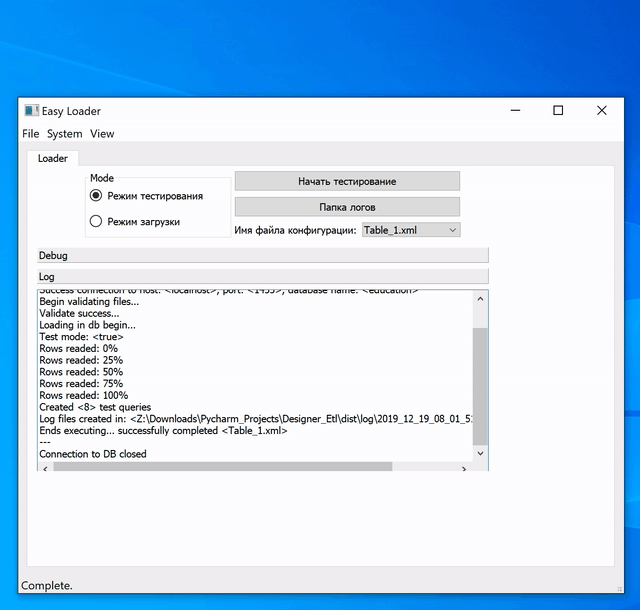 Easy Loader
File System View
Loader
Mode
Режим тестирования
Режим загрузки
Начать тестирование
Папка логов
Имя файла конфигурации: Table_1.xml
Debug
Log
Success connection to host: <localhost>, port: <1433>, database name: <education>
Begin validating files...
Validate success...
Loading in db begin...
Test mode: <true>
Rows readed: 0%
Rows readed: 25%
Rows readed: 50%
Rows readed: 75%
Rows readed: 100%
Created <8> test queries
Log files created in: <Z:\Downloads\Pycharm_Projects\Designer_Etl\dist\log\2019_12_19_08_01_5
Ends executing... successfully completed <Table_1.xml>
---
Connection to DB closed
Complete.